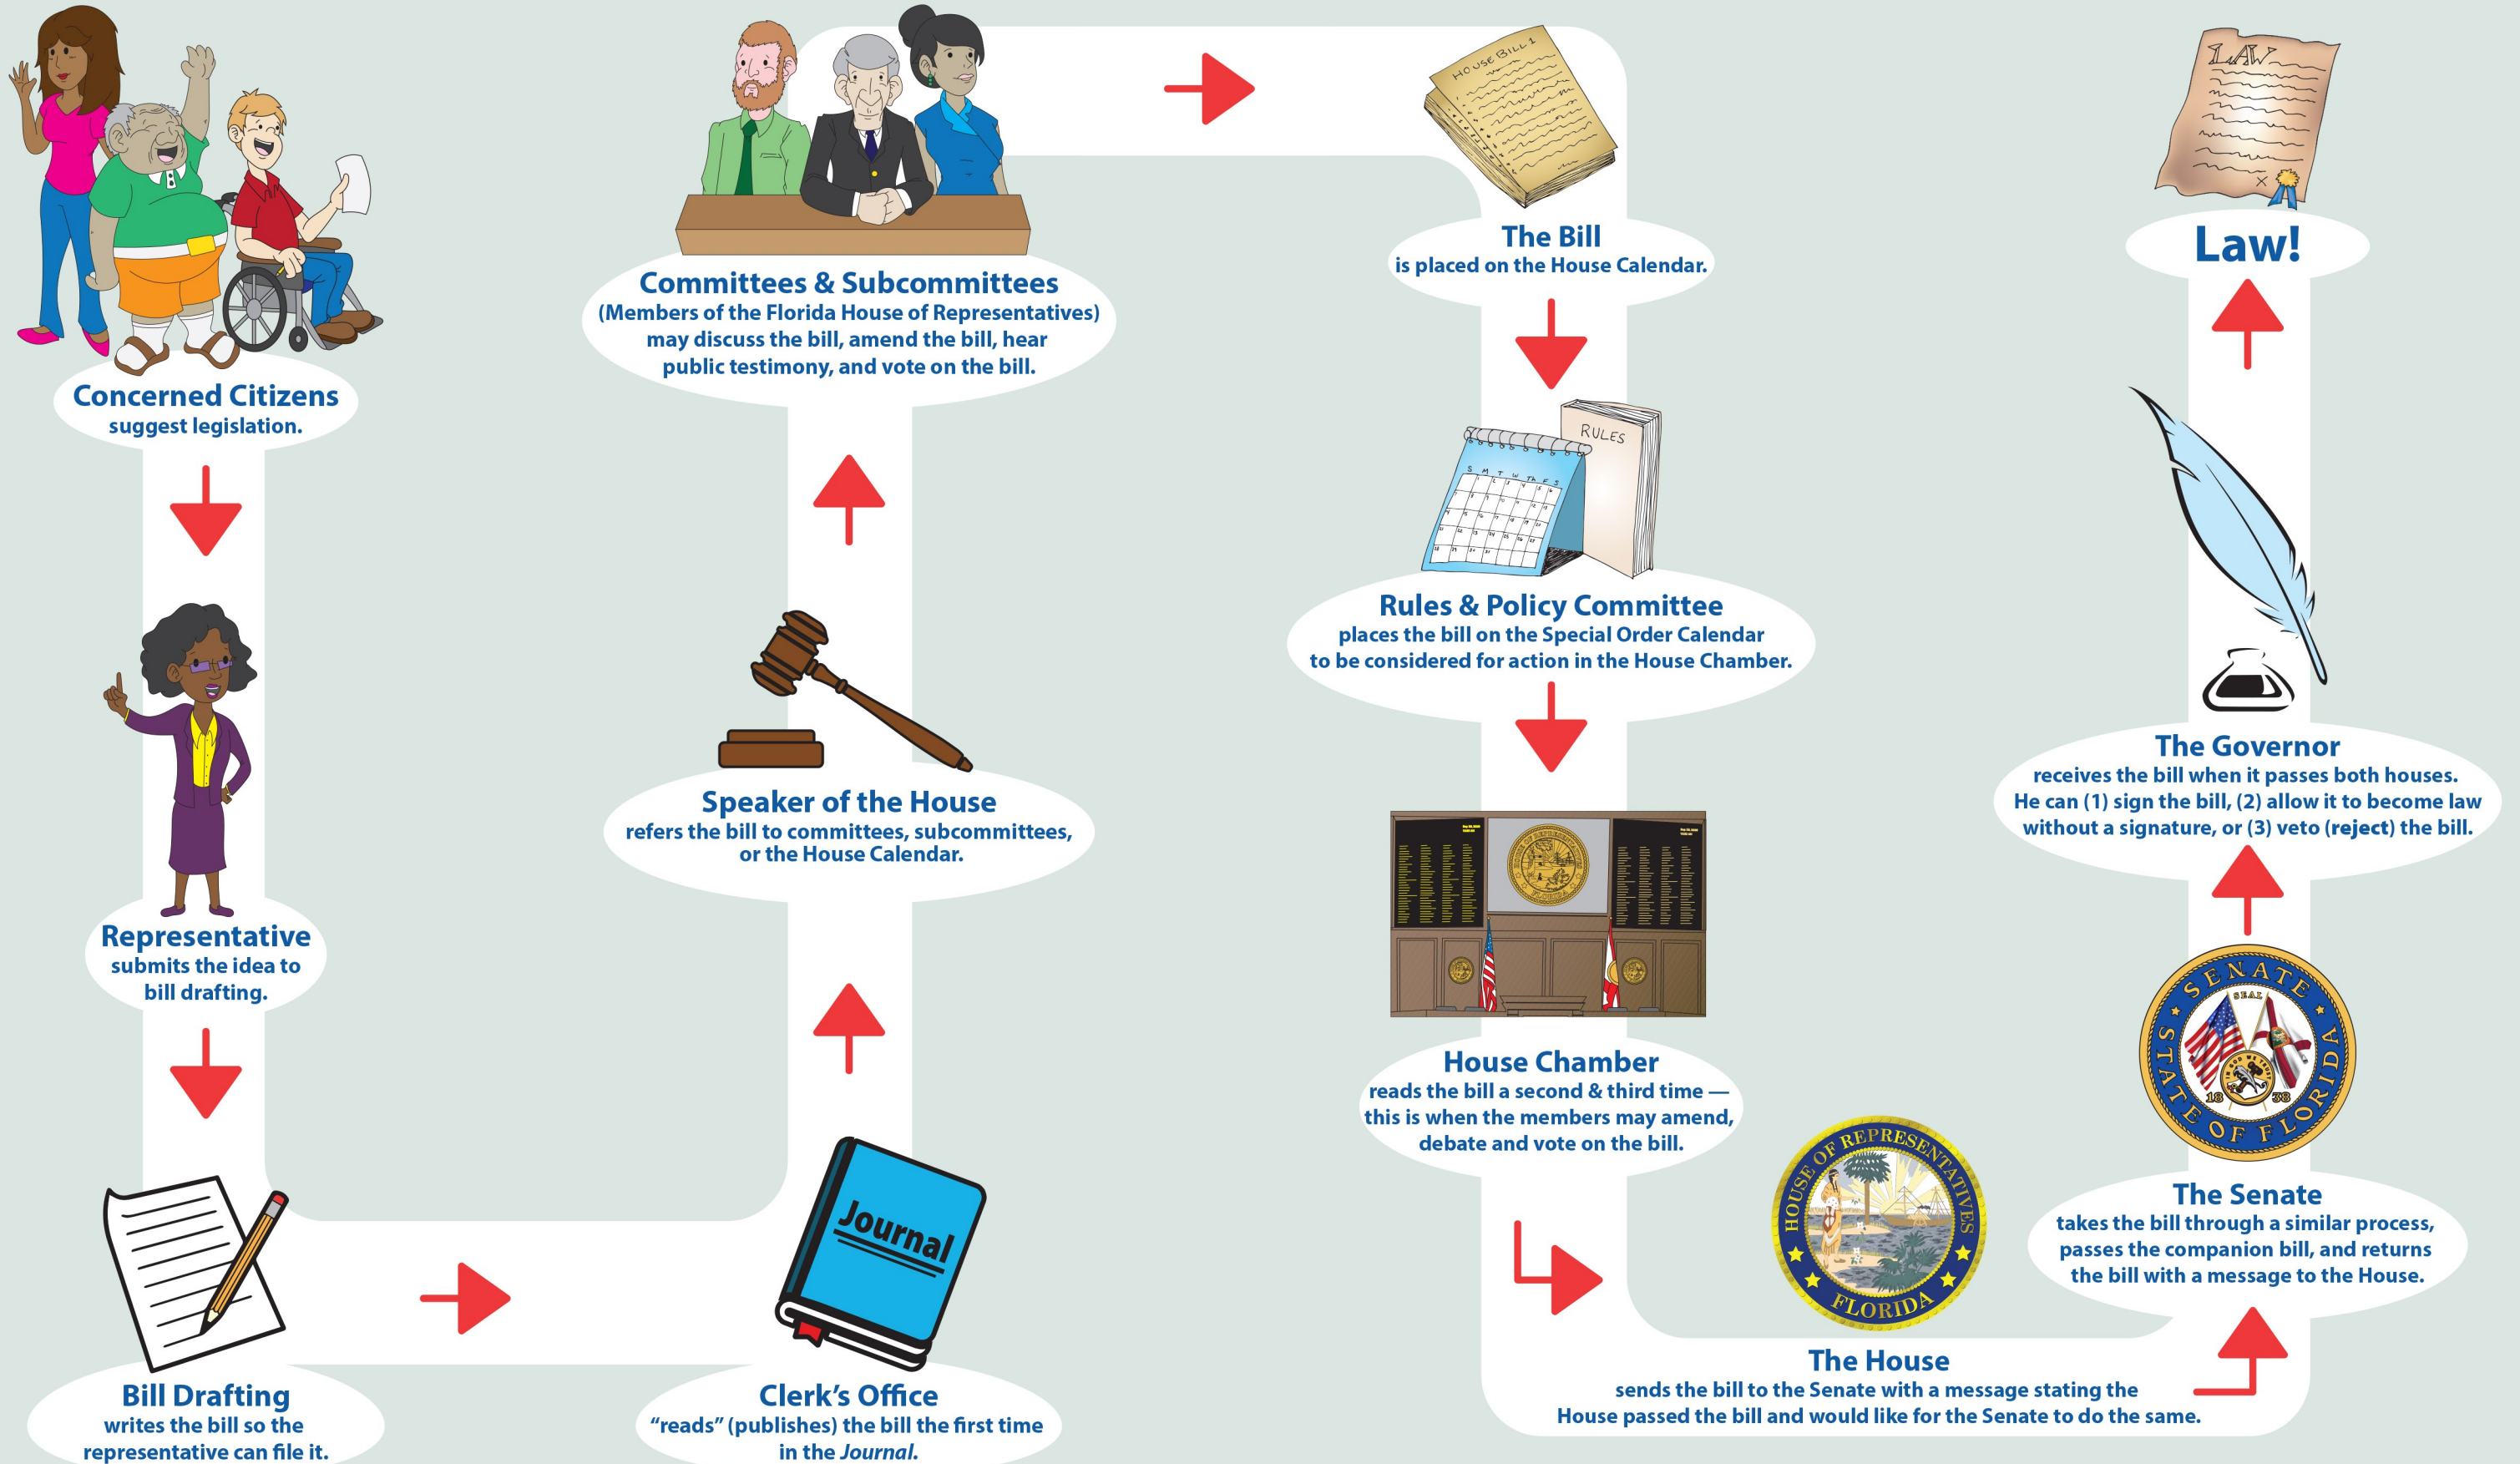 Concerned Citizens
suggest legislation.
Representative
submits the idea to
bill drafting.
Bill Drafting
writes the bill so the
representative can file it.
Journal
Clerk’s Office
“reads” (publishes) the bill the first time
in the Journal.
Speaker of the House
refers the bill to committees, subcommittees,
or the House Calendar.
Committees & Subcommittees
(Members of the Florida House of Representatives)
may discuss the bill, amend the bill, hear
public testimony, and vote on the bill.
HOUSE BILL 1
The Bill
is placed on the House Calendar.
RULES
S M T W Th F S
Rules & Policy Committee
places the bill on the Special Order Calendar
to be considered for action in the House Chamber.
House Chamber
reads the bill a second & third time —
this is when the members may amend,
debate and vote on the bill.
HOUSE OF REPRESENTATIVES
FLORIDA
The House
sends the bill to the Senate with a message stating the
House passed the bill and would like for the Senate to do the same.
SENATE
SEAL
18 38
STATE OF FLORIDA
The Senate
takes the bill through a similar process,
passes the companion bill, and returns
the bill with a message to the House.
The Governor
receives the bill when it passes both houses.
He can (1) sign the bill, (2) allow it to become law
without a signature, or (3) veto (reject) the bill.
LAW
X
Law!